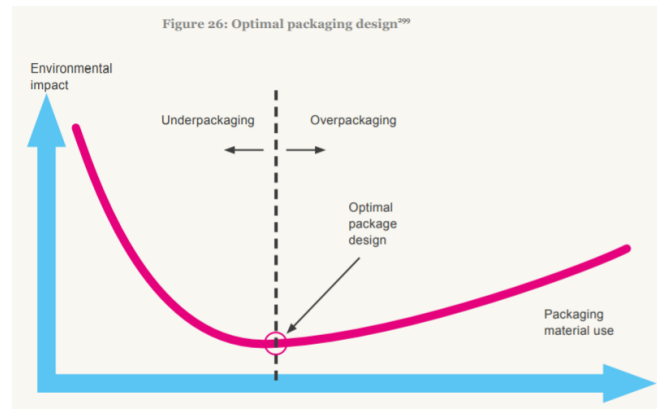 Figure 26: Optimal packaging design²⁹⁹
Environmental
impact
Underpackaging
Overpackaging
Optimal
package
design
Packaging
material use